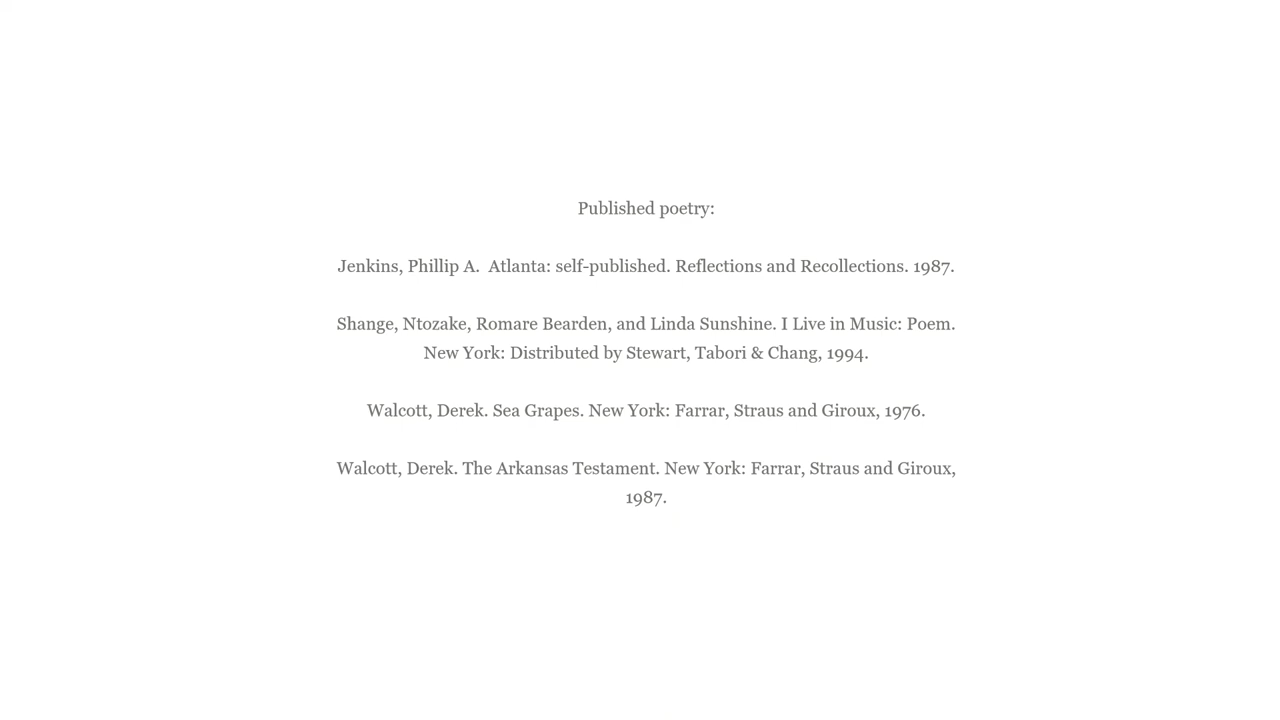 Published poetry:
Jenkins, Phillip A.  Atlanta: self-published. Reflections and Recollections. 1987.
Shange, Ntozake, Romare Bearden, and Linda Sunshine. I Live in Music: Poem.
New York: Distributed by Stewart, Tabori & Chang, 1994.
Walcott, Derek. Sea Grapes. New York: Farrar, Straus and Giroux, 1976.
Walcott, Derek. The Arkansas Testament. New York: Farrar, Straus and Giroux,
1987.